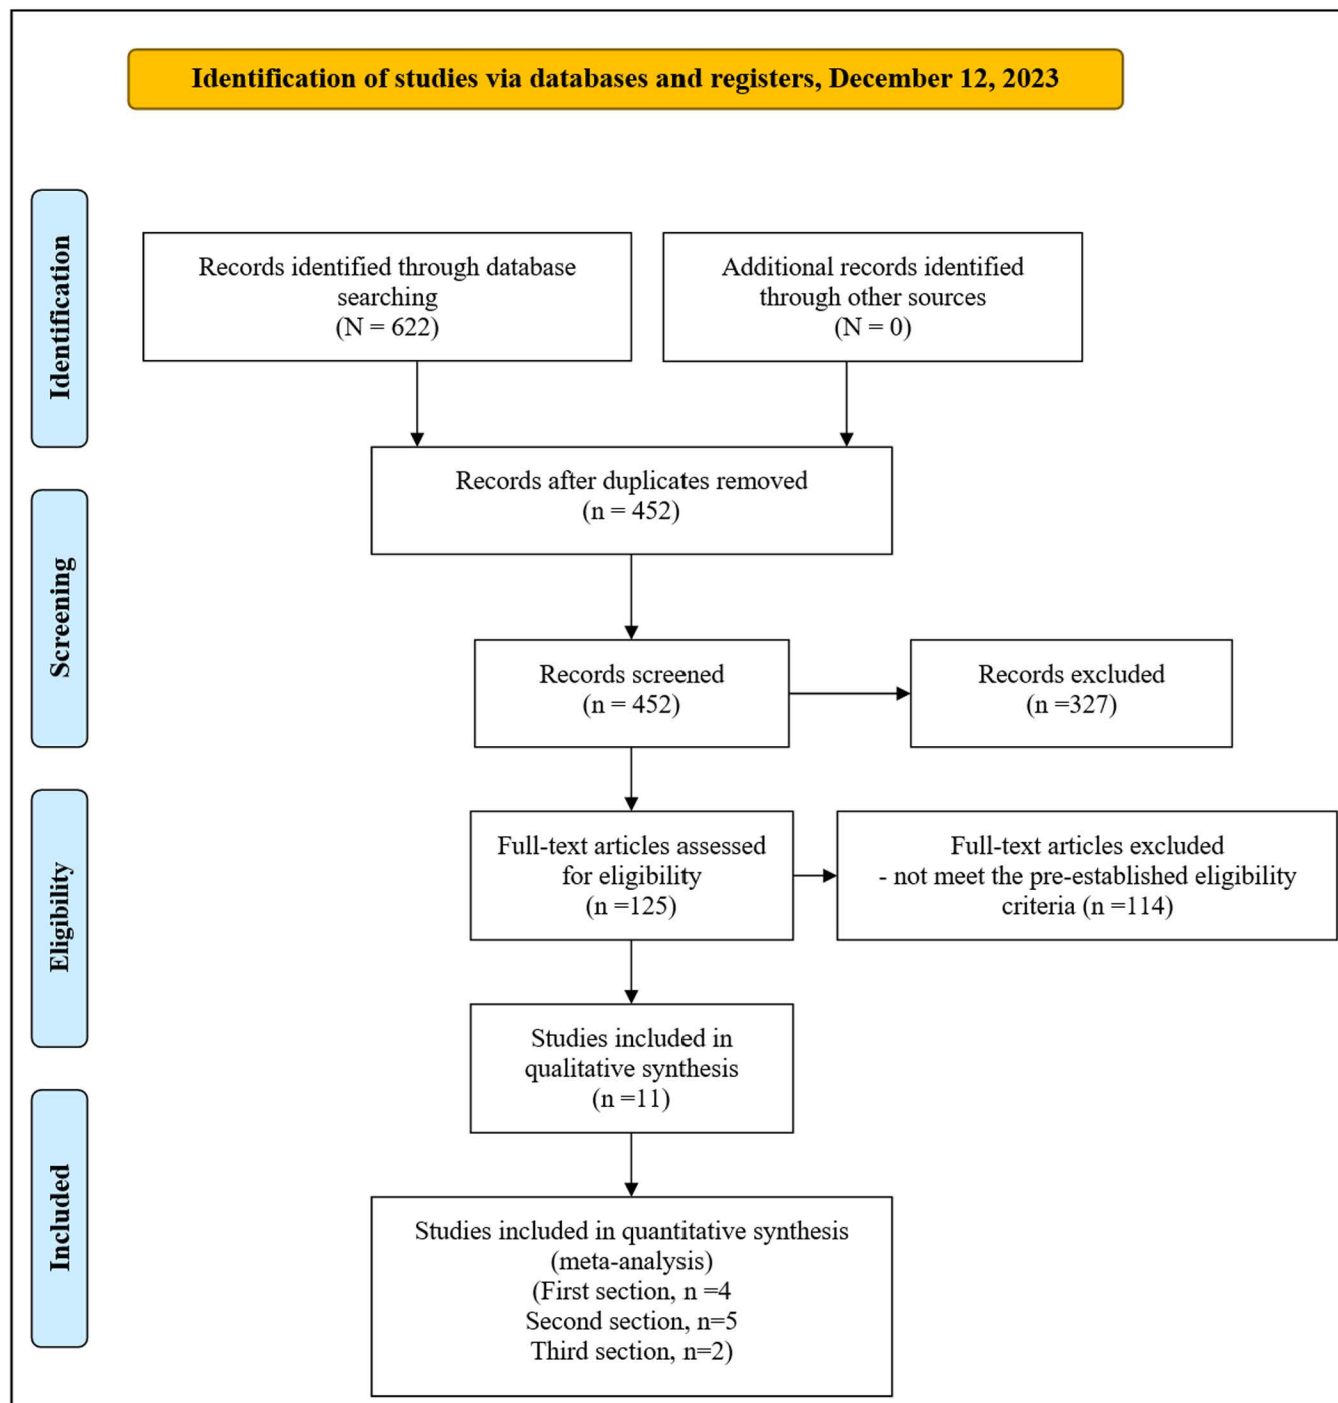 Identification of studies via databases and registers, December 12, 2023
Identification
Records identified through database
searching
(N = 622)
Additional records identified
through other sources
(N = 0)
Records after duplicates removed
(n = 452)
Screening
Records screened
(n = 452)
Records excluded
(n =327)
Eligibility
Full-text articles assessed
for eligibility
(n =125)
Full-text articles excluded
- not meet the pre-established eligibility
criteria (n =114)
Studies included in
qualitative synthesis
(n =11)
Included
Studies included in quantitative synthesis
(meta-analysis)
(First section, n =4
Second section, n=5
Third section, n=2)